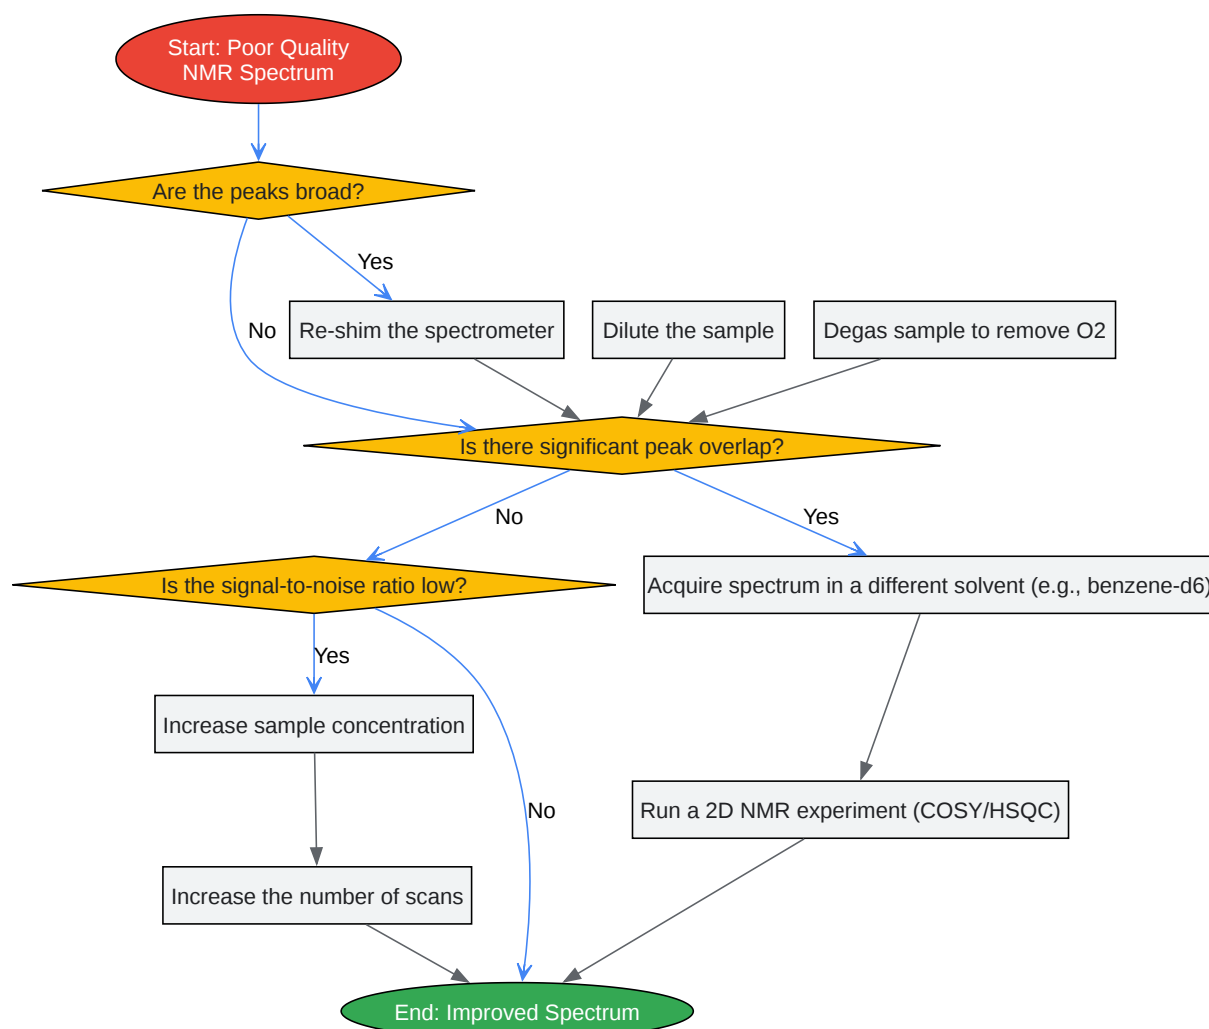 Start: Poor Quality
NMR Spectrum
Are the peaks broad?
Yes
No
Re-shim the spectrometer
Dilute the sample
Degas sample to remove O2
Is there significant peak overlap?
No
Yes
Is the signal-to-noise ratio low?
Acquire spectrum in a different solvent (e.g., benzene-d6)
Yes
Increase sample concentration
No
Run a 2D NMR experiment (COSY/HSQC)
Increase the number of scans
End: Improved Spectrum